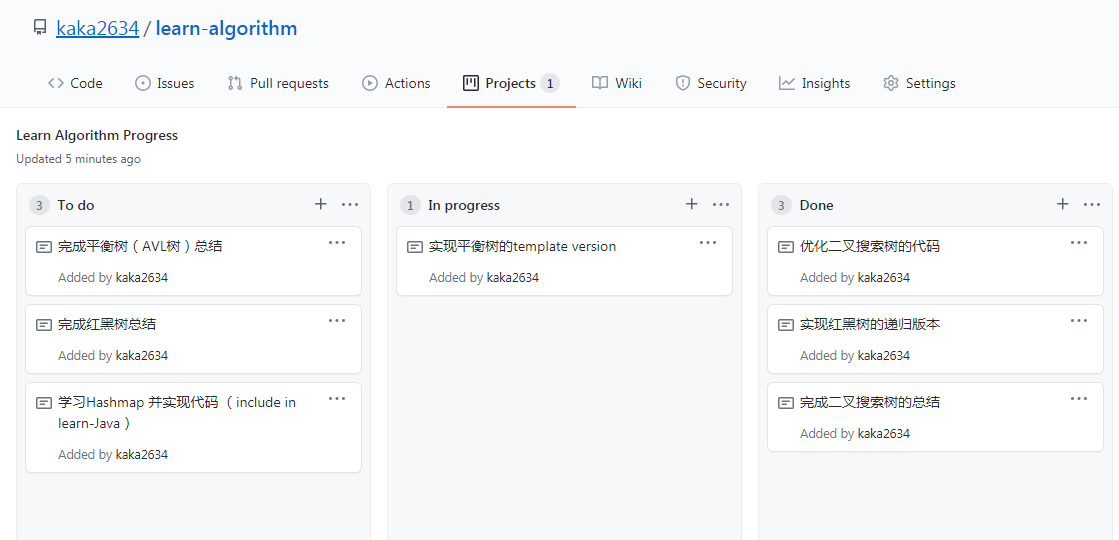 kaka2634 / learn-algorithm
Code Issues Pull requests Actions Projects 1 Wiki Security Insights Settings
Learn Algorithm Progress
Updated 5 minutes ago
3 To do
完成平衡树（AVL树）总结
Added by kaka2634
完成红黑树总结
Added by kaka2634
学习Hashmap 并实现代码 （include in
learn-Java）
Added by kaka2634
1 In progress
实现平衡树的template version
Added by kaka2634
3 Done
优化二叉搜索树的代码
Added by kaka2634
实现红黑树的递归版本
Added by kaka2634
完成二叉搜索树的总结
Added by kaka2634